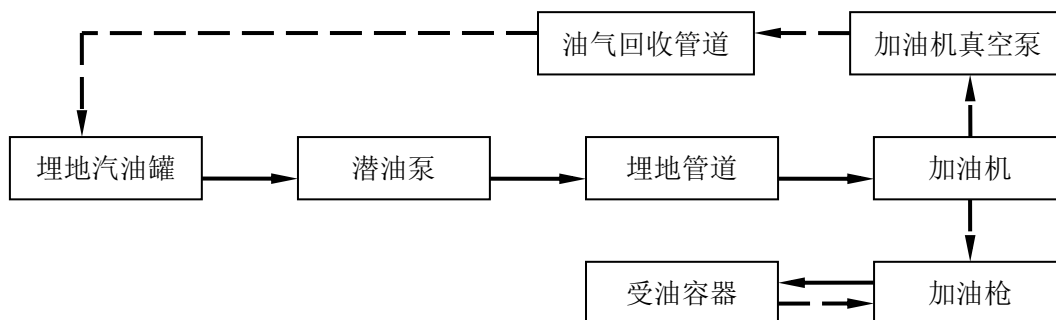 油气回收管道
加油机真空泵
埋地汽油罐
潜油泵
埋地管道
加油机
受油容器
加油枪